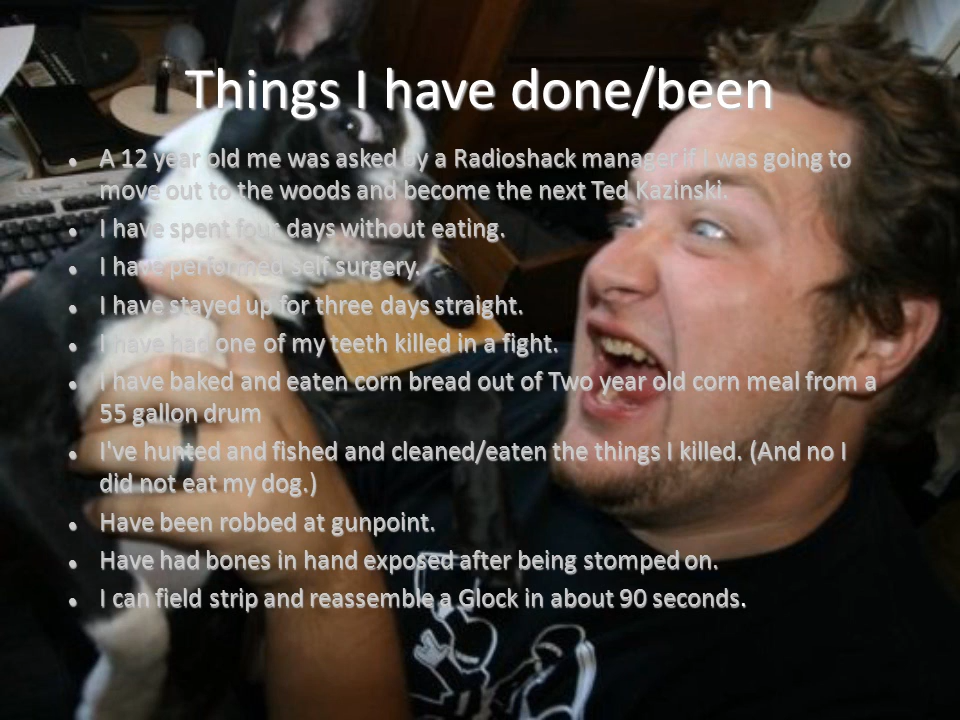 Things I have done/been
• A 12 year old me was asked by a Radioshack manager if I was going to
move out to the woods and become the next Ted Kazinski.
• I have spent four days without eating.
• I have performed self surgery.
• I have stayed up for three days straight.
• I have had one of my teeth killed in a fight.
• I have baked and eaten corn bread out of Two year old corn meal from a
55 gallon drum
• I've hunted and fished and cleaned/eaten the things I killed. (And no I
did not eat my dog.)
• Have been robbed at gunpoint.
• Have had bones in hand exposed after being stomped on.
• I can field strip and reassemble a Glock in about 90 seconds.